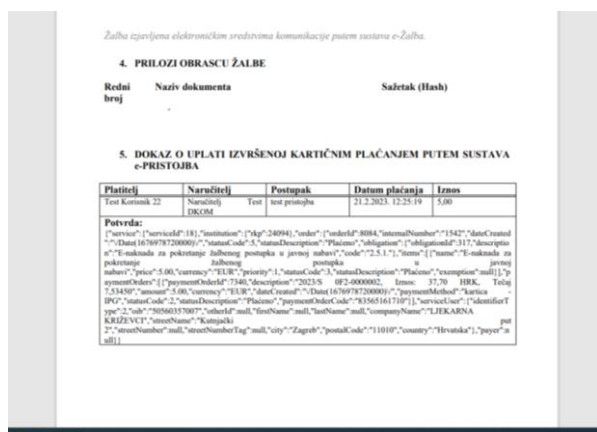 Žalba izjavljena elektroničkim sredstvima komunikacije putem sustava e-Žalba.
4. PRILOZI OBRASCU ŽALBE
Redni broj Naziv dokumenta Sažetak (Hash)
5. DOKAZ O UPLATI IZVRŠENOJ KARTIČNIM PLAĆANJEM PUTEM SUSTAVA
e-PRISTOJBA
Platitelj Naručitelj Postupak Datum plaćanja Iznos
Test Korisnik 22 Naručitelj Test DKOM test pristojba 21.2.2023. 12:25:19 5,00
Potvrda:
{"service":{"serviceId":18},"institution":{"rkp":24094},"order":{"orderId":8084,"internalNumber":"1542","dateCreated
":"\/Date(1676978720000)\/","statusCode":5,"statusDescription":"Plaćeno","obligation":{"obligationId":317,"descriptio
n":"E-naknada za pokretanje žalbenog postupka u javnoj nabavi","code":"2.5.1."},"items":[{"name":"E-naknada za
pokretanje žalbenog postupka u javnoj
nabavi","price":5.00,"currency":"EUR","priority":1,"statusCode":3,"statusDescription":"Plaćeno","exemption":null}],"p
aymentOrders":[{"paymentOrderId":7340,"description":"2023/S 0F2-0000002, Iznos: 37,70 HRK, Tečaj
7,53450","amount":5.00,"currency":"EUR","dateCreated":"\/Date(1676978720000)\/","paymentMethod":"kartica -
IPG","statusCode":2,"statusDescription":"Plaćeno","paymentOrderCode":"83565161710"}],"serviceUser":{"identifierT
ype":2,"oib":"50560357007","otherId":null,"firstName":null,"lastName":null,"companyName":"LJEKARNA
KRIŽEVCI","streetName":"Kutnjački put
2","streetNumber":null,"streetNumberTag":null,"city":"Zagreb","postalCode":"11010","country":"Hrvatska"},"payer":n
ull}}